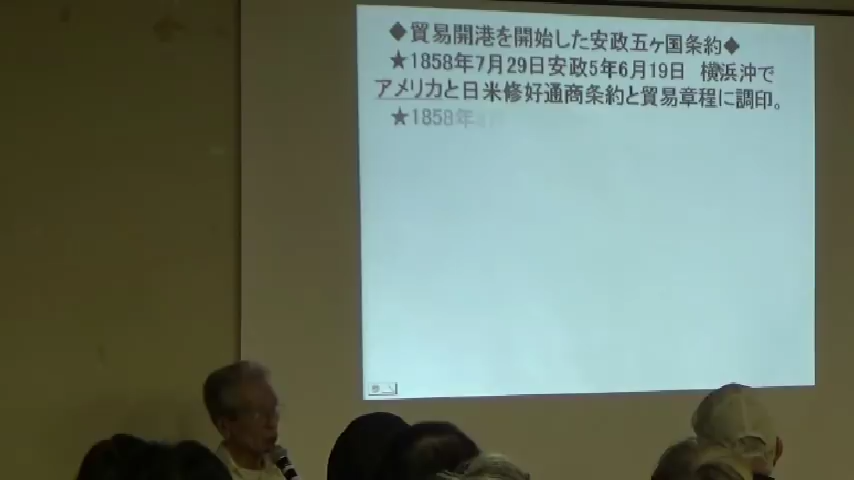 ◆貿易開港を開始した安政五ヶ国条約◆
★1858年7月29日安政5年6月19日 横浜沖で
アメリカと日米修好通商条約と貿易章程に調印。
★1858年